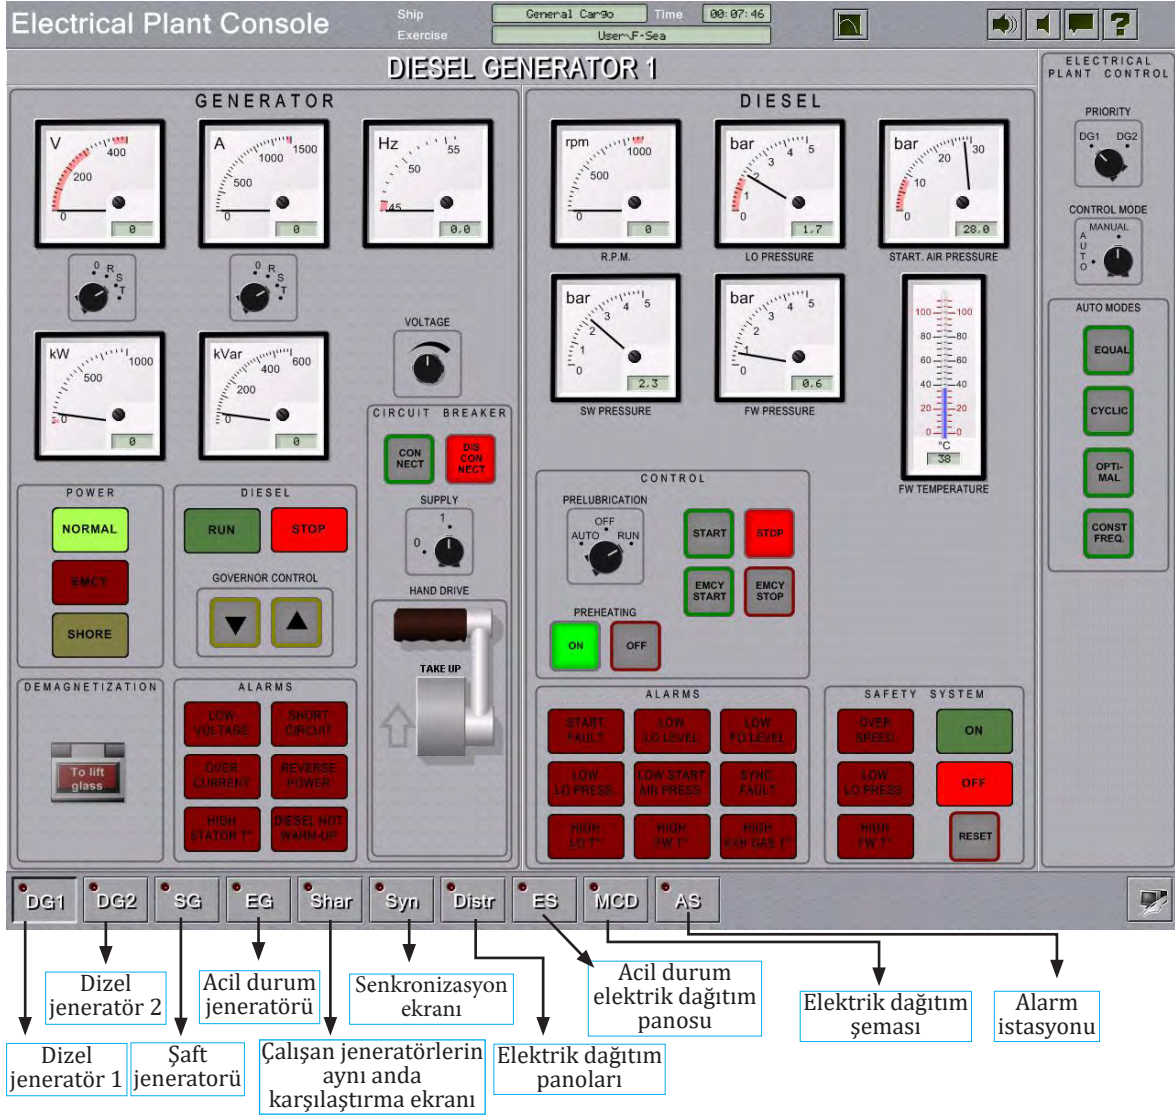 Electrical Plant Console
Ship
General Cargo
Time
00:07:46
Exercise
User\F-Sea
DIESEL GENERATOR 1
ELECTRICAL
PLANT CONTROL
GENERATOR
DIESEL
V
0
200
400
0
A
0
500
1000
1500
0
Hz
45
50
55
0.0
rpm
0
500
1000
0
R.P.M.
bar
0
1
2
3
4
5
1.7
LO PRESSURE
bar
0
10
20
30
28.0
START. AIR PRESSURE
PRIORITY
DG1
DG2
CONTROL MODE
MANUAL
AUTO
0
R
S
T
0
R
S
T
kW
0
500
1000
0
kVar
0
200
400
600
0
VOLTAGE
bar
0
1
2
3
4
5
2.3
SW PRESSURE
bar
0
1
2
3
4
5
0.6
FW PRESSURE
100
100
80
80
60
60
40
40
20
20
0
0
°C
38
FW TEMPERATURE
AUTO MODES
EQUAL
CYCLIC
OPTI-
MAL
CONST
FREQ.
CIRCUIT BREAKER
CON
NECT
DIS
CON
NECT
SUPPLY
0
1
HAND DRIVE
TAKE UP
POWER
NORMAL
EMCY
SHORE
DIESEL
RUN
STOP
GOVERNOR CONTROL
CONTROL
PRELUBRICATION
OFF
AUTO
RUN
START
STOP
EMCY
START
EMCY
STOP
PREHEATING
ON
OFF
DEMAGNETIZATION
To lift
glass
ALARMS
LOW
VOLTAGE
SHORT
CIRCUIT
OVER
CURRENT
REVERSE
POWER
HIGH
STATOR T°
DIESEL NOT
WARM-UP
ALARMS
START
FAULT
LOW
LO LEVEL
LOW
FO LEVEL
LOW
LO PRESS.
LOW START
AIR PRESS.
SYNC.
FAULT
HIGH
LO T°
HIGH
FW T°
HIGH
EXH GAS T°
SAFETY SYSTEM
OVER
SPEED
ON
LOW
LO PRESS.
OFF
HIGH
FW T°
RESET
DG1
DG2
SG
EG
Shar
Syn
Distr
ES
MCD
AS
Dizel
jeneratör 2
Acil durum
jeneratörü
Senkronizasyon
ekranı
Acil durum
elektrik dağıtım
panosu
Elektrik dağıtım
şeması
Alarm
istasyonu
Dizel
jeneratör 1
Şaft
jeneratorü
Çalışan jeneratörlerin
aynı anda
karşılaştırma ekranı
Elektrik dağıtım
panoları